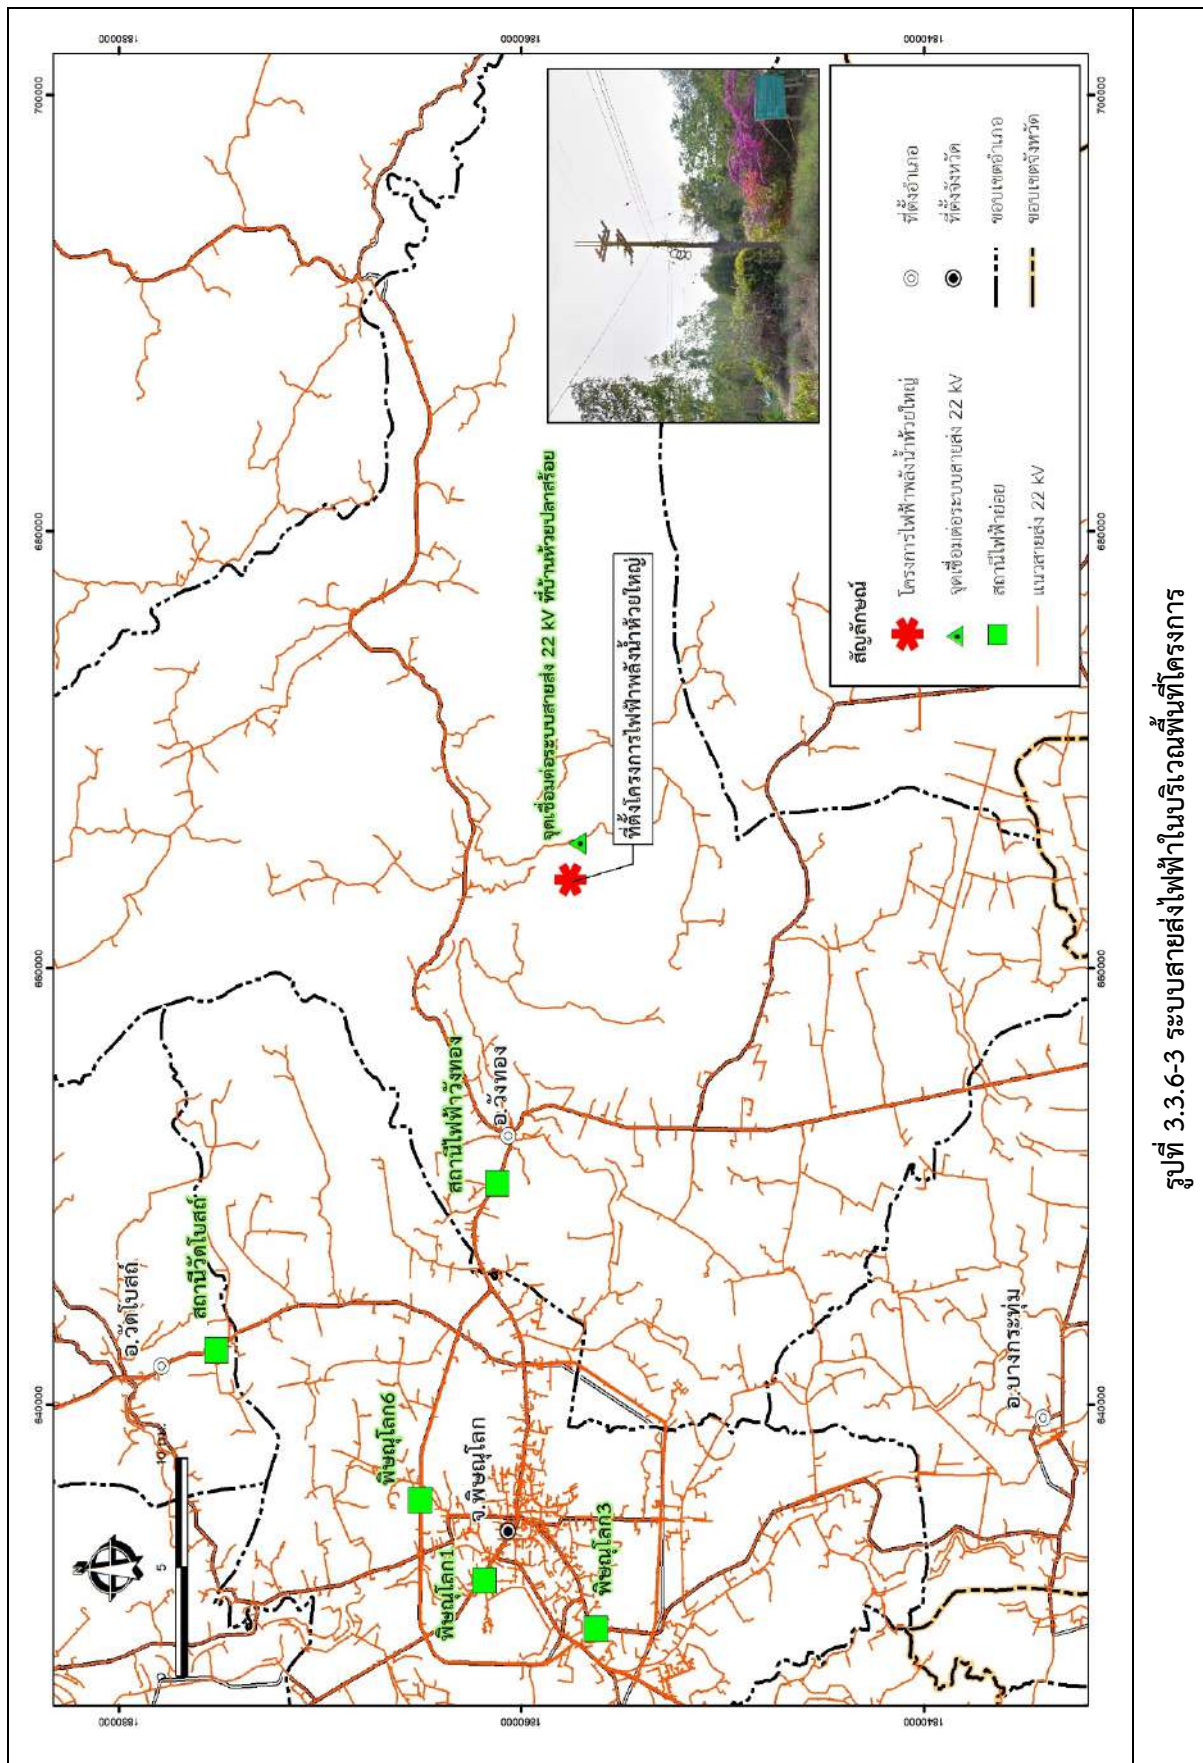 1880000
1860000
1840000
700000
680000
660000
640000
อ.วัดโบสถ์
สถานีวัดโบสถ์
พิษณุโลก6
จ.พิษณุโลก
พิษณุโลก1
พิษณุโลก3
สถานีไฟฟ้าวังทอง
อ.วังทอง
อ.บางกระทุ่ม
จุดเชื่อมต่อระบบสายส่ง 22 kV ที่บ้านห้วยปลาสร้อย
ที่ตั้งโครงการไฟฟ้าพลังน้ำห้วยใหญ่
0 5 10 กม.
สัญลักษณ์
โครงการไฟฟ้าพลังน้ำห้วยใหญ่
จุดเชื่อมต่อระบบสายส่ง 22 kV
สถานีไฟฟ้าย่อย
แนวสายส่ง 22 kV
ที่ตั้งอำเภอ
ที่ตั้งจังหวัด
ขอบเขตอำเภอ
ขอบเขตจังหวัด
700000
680000
660000
640000
1880000
1860000
1840000
รูปที่ 3.3.6-3 ระบบสายส่งไฟฟ้าในบริเวณพื้นที่โครงการ